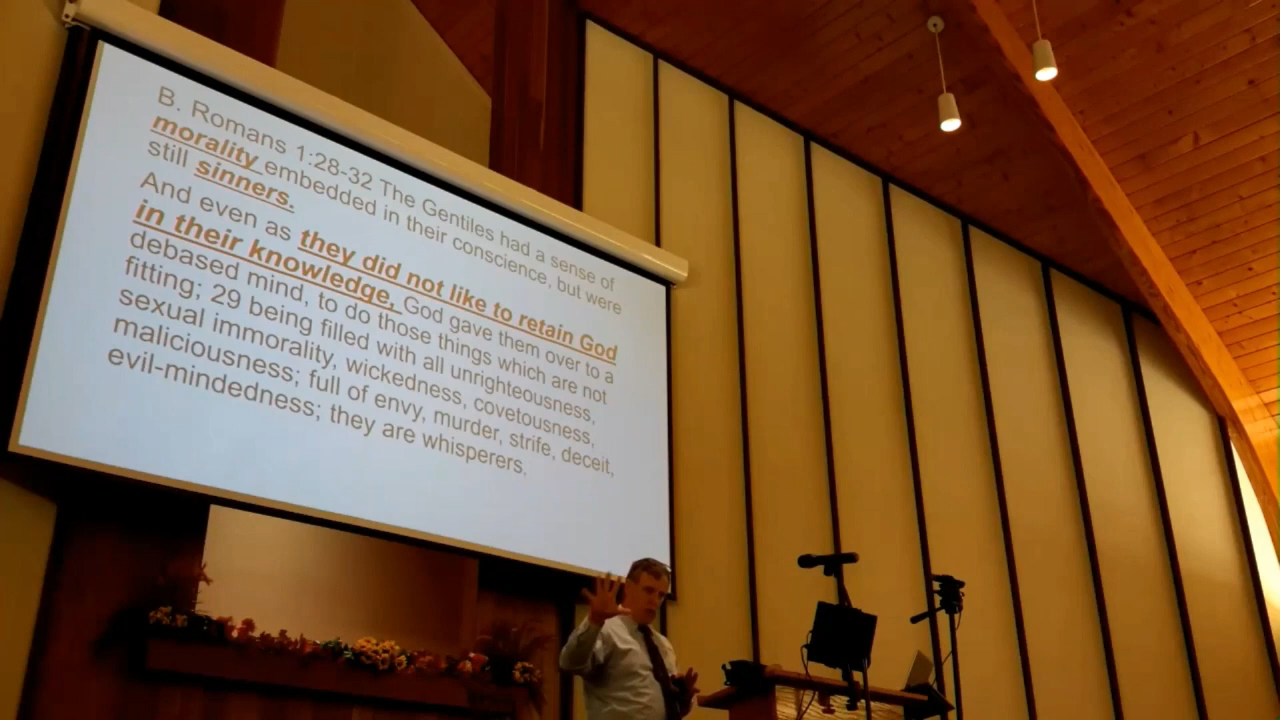 B. Romans 1:28-32 The Gentiles had a sense of
morality embedded in their conscience, but were
still sinners.
And even as they did not like to retain God
in their knowledge, God gave them over to a
debased mind, to do those things which are not
fitting; 29 being filled with all unrighteousness,
sexual immorality, wickedness, covetousness,
maliciousness; full of envy, murder, strife, deceit,
evil-mindedness; they are whisperers,